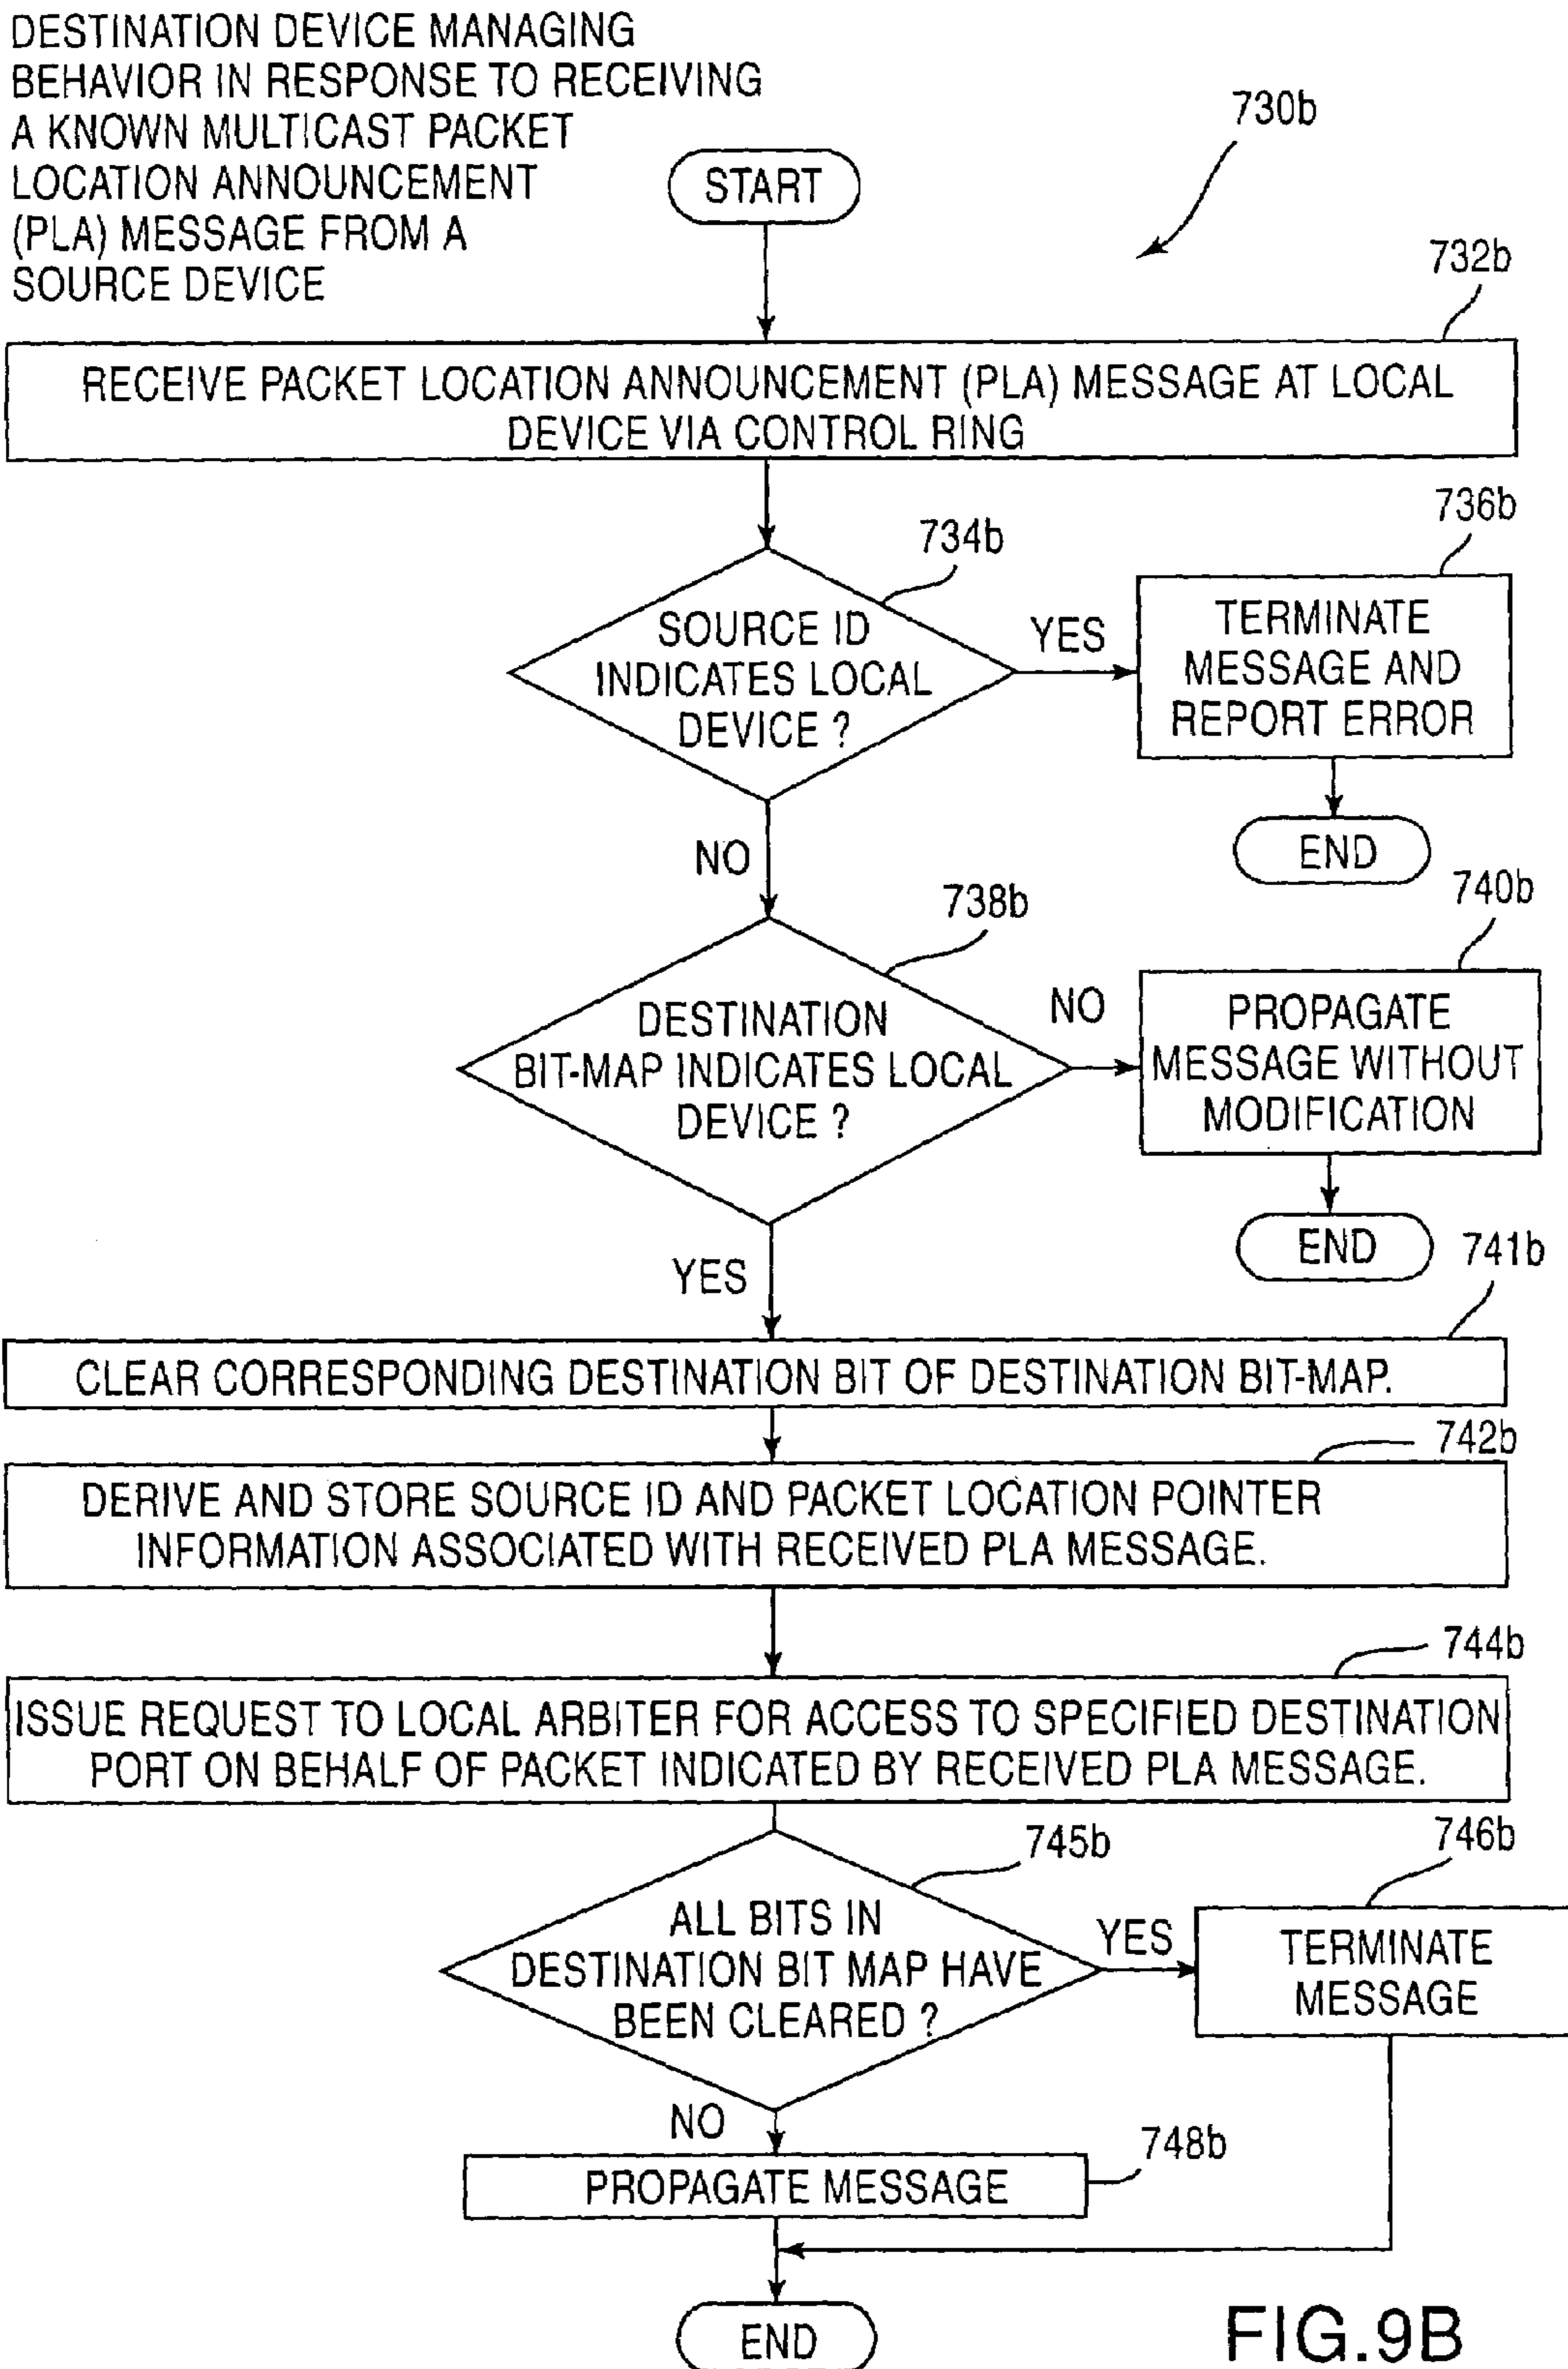 DESTINATION DEVICE MANAGING
BEHAVIOR IN RESPONSE TO RECEIVING
A KNOWN MULTICAST PACKET
LOCATION ANNOUNCEMENT
(PLA) MESSAGE FROM A
SOURCE DEVICE
730b
START
732b
RECEIVE PACKET LOCATION ANNOUNCEMENT (PLA) MESSAGE AT LOCAL
DEVICE VIA CONTROL RING
734b
736b
SOURCE ID
INDICATES LOCAL
DEVICE ?
YES
TERMINATE
MESSAGE AND
REPORT ERROR
END
NO
738b
740b
DESTINATION
BIT-MAP INDICATES LOCAL
DEVICE ?
NO
PROPAGATE
MESSAGE WITHOUT
MODIFICATION
END
YES
741b
CLEAR CORRESPONDING DESTINATION BIT OF DESTINATION BIT-MAP.
742b
DERIVE AND STORE SOURCE ID AND PACKET LOCATION POINTER
INFORMATION ASSOCIATED WITH RECEIVED PLA MESSAGE.
744b
ISSUE REQUEST TO LOCAL ARBITER FOR ACCESS TO SPECIFIED DESTINATION
PORT ON BEHALF OF PACKET INDICATED BY RECEIVED PLA MESSAGE.
745b
746b
ALL BITS IN
DESTINATION BIT MAP HAVE
BEEN CLEARED ?
YES
TERMINATE
MESSAGE
NO
748b
PROPAGATE MESSAGE
END
FIG.9B